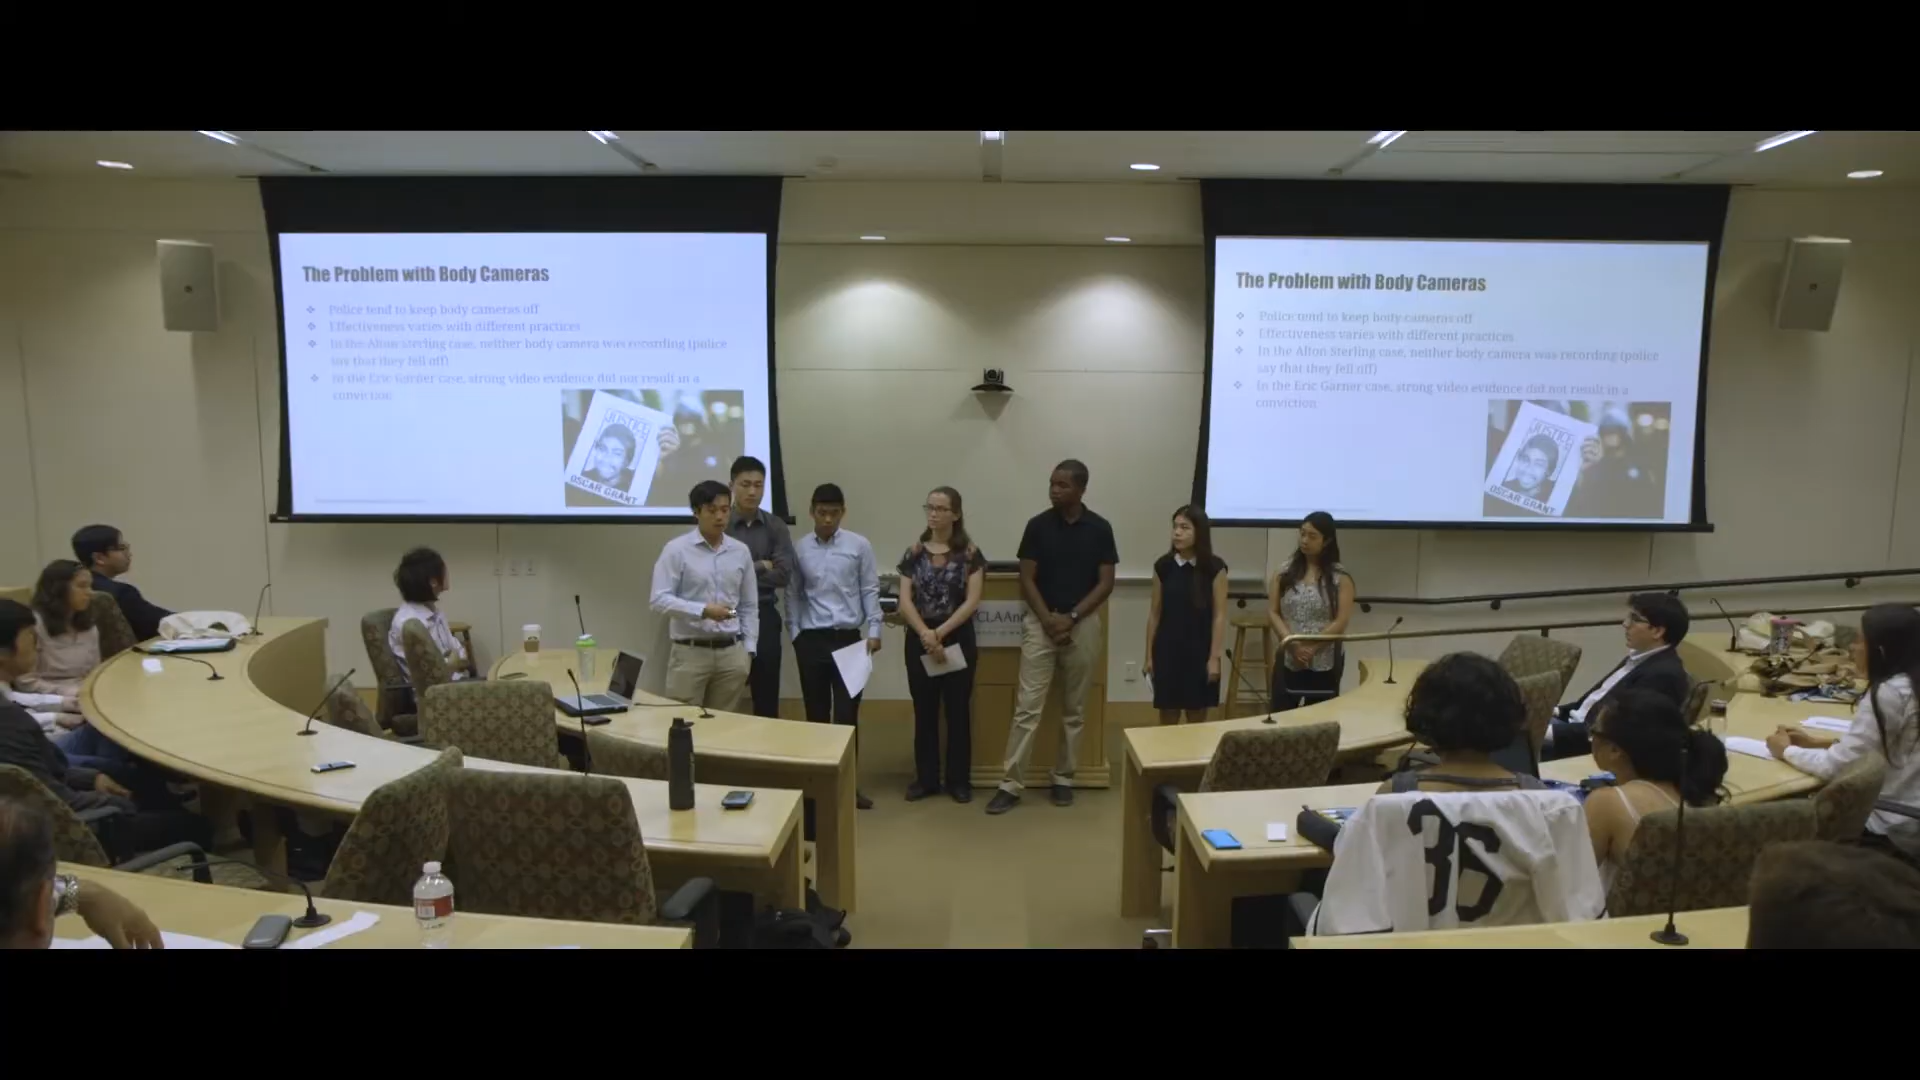 The Problem with Body Cameras
Police tend to keep body cameras off
Effectiveness varies with different practices
In the Alton Sterling case, neither body camera was recording (police
say that they fell off)
In the Eric Garner case, strong video evidence did not result in a
conviction
JUSTICE
OSCAR GRANT
The Problem with Body Cameras
Police tend to keep body cameras off
Effectiveness varies with different practices
In the Alton Sterling case, neither body camera was recording (police
say that they fell off)
In the Eric Garner case, strong video evidence did not result in a
conviction
JUSTICE
OSCAR GRANT
CLAAn
36